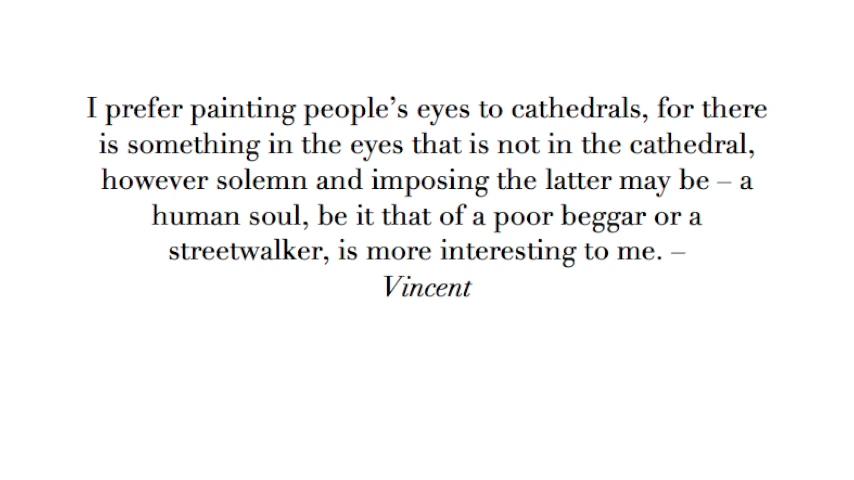 I prefer painting people’s eyes to cathedrals, for there
is something in the eyes that is not in the cathedral,
however solemn and imposing the latter may be – a
human soul, be it that of a poor beggar or a
streetwalker, is more interesting to me. –
Vincent